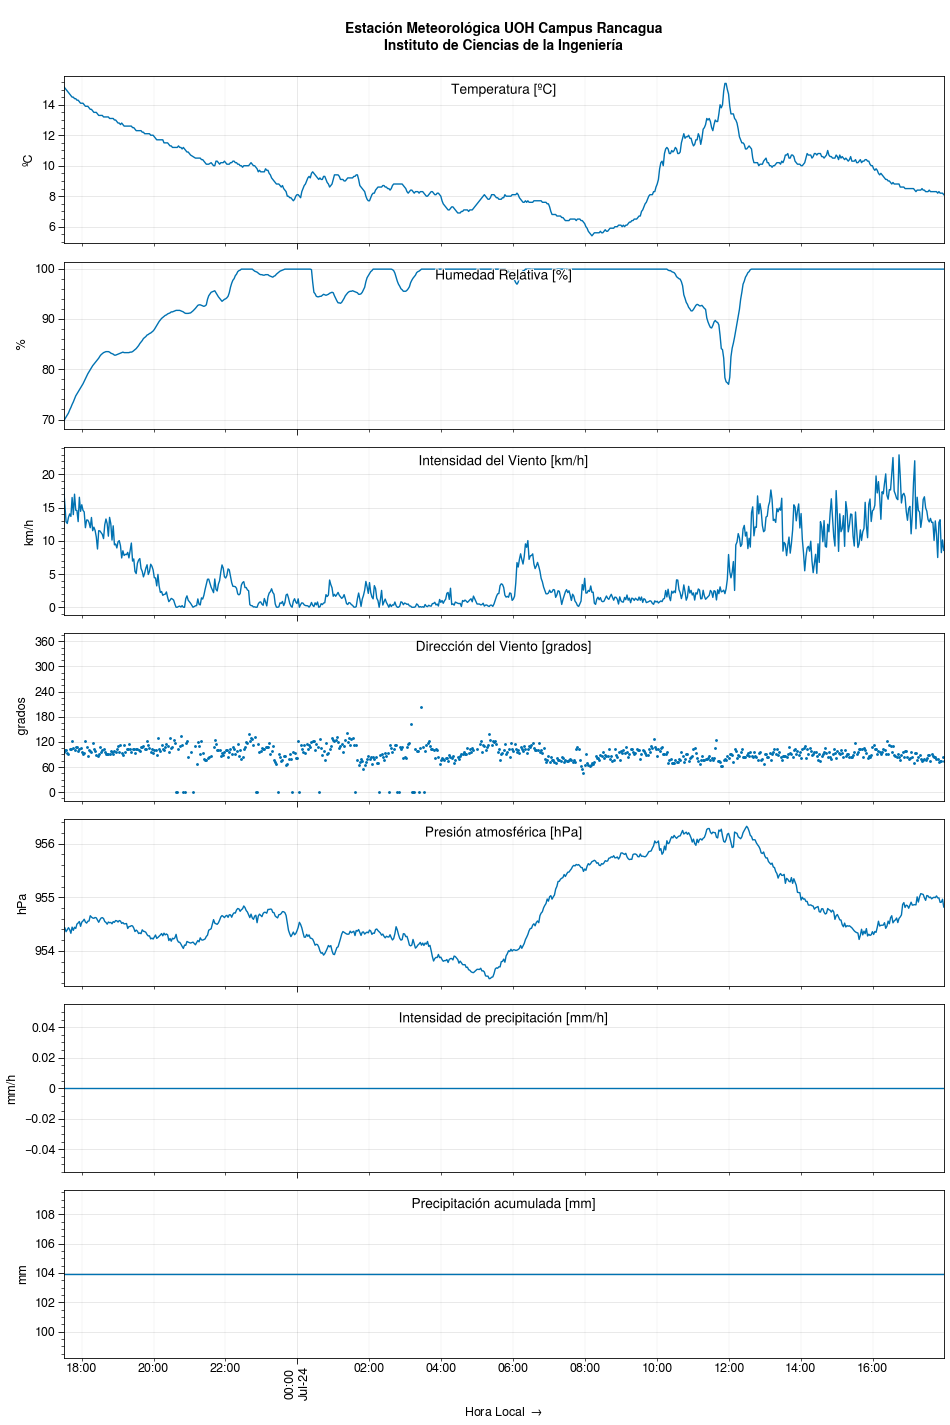 Estación Meteorológica UOH Campus Rancagua
Instituto de Ciencias de la Ingeniería
Temperatura [ºC]
ºC
14
12
10
8
6
Humedad Relativa [%]
%
100
90
80
70
Intensidad del Viento [km/h]
km/h
20
15
10
5
0
Dirección del Viento [grados]
grados
360
300
240
180
120
60
0
Presión atmosférica [hPa]
hPa
956
955
954
Intensidad de precipitación [mm/h]
mm/h
0.04
0.02
0
−0.02
−0.04
Precipitación acumulada [mm]
mm
108
106
104
102
100
18:00 20:00 22:00 00:00 02:00 04:00 06:00 08:00 10:00 12:00 14:00 16:00
Jul-24
Hora Local →